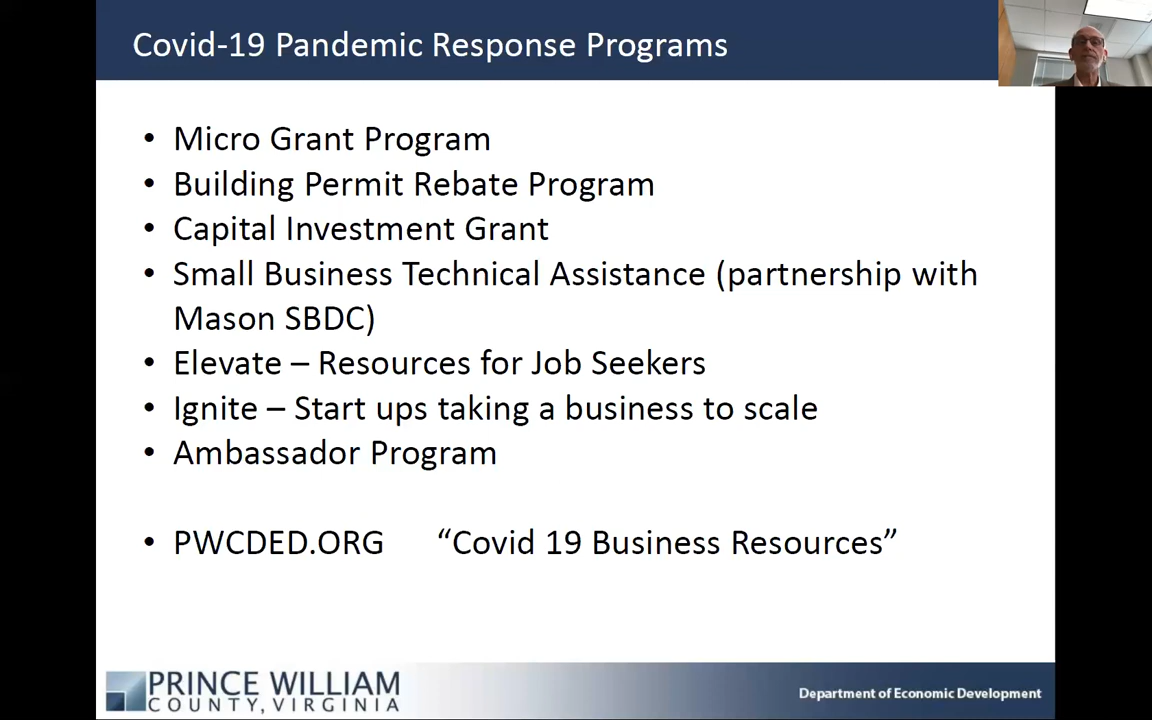 Covid-19 Pandemic Response Programs
• Micro Grant Program
• Building Permit Rebate Program
• Capital Investment Grant
• Small Business Technical Assistance (partnership with
Mason SBDC)
• Elevate – Resources for Job Seekers
• Ignite – Start ups taking a business to scale
• Ambassador Program
• PWCDED.ORG “Covid 19 Business Resources”
PRINCE WILLIAM
COUNTY, VIRGINIA
Department of Economic Development